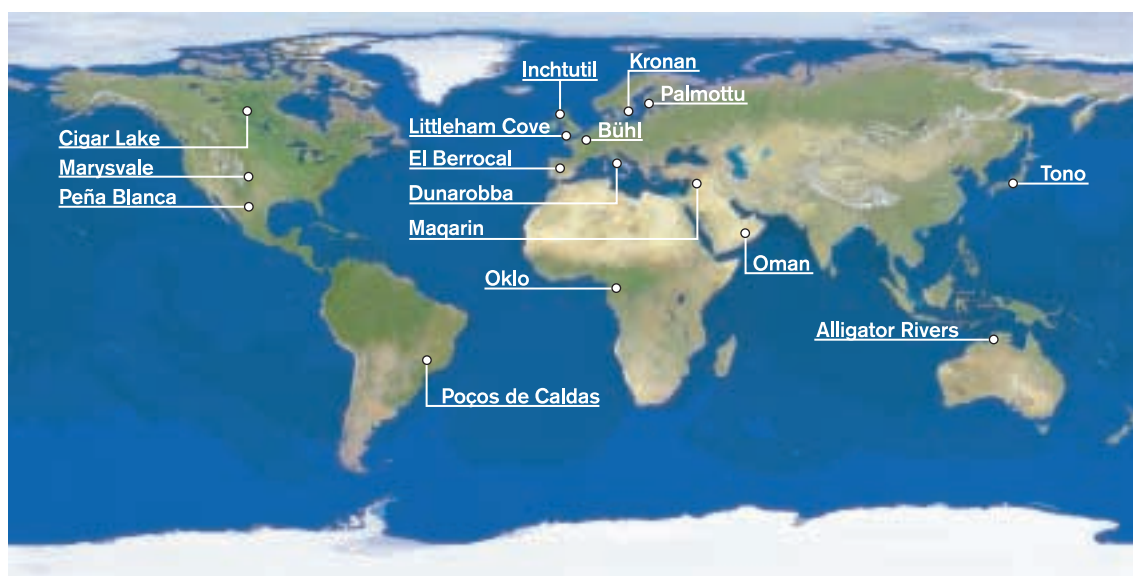 Kronan
Inchtutil
Palmottu
Littleham Cove
Bühl
Cigar Lake
El Berrocal
Marysvale
Tono
Peña Blanca
Dunarobba
Maqarin
Oman
Oklo
Alligator Rivers
Poços de Caldas